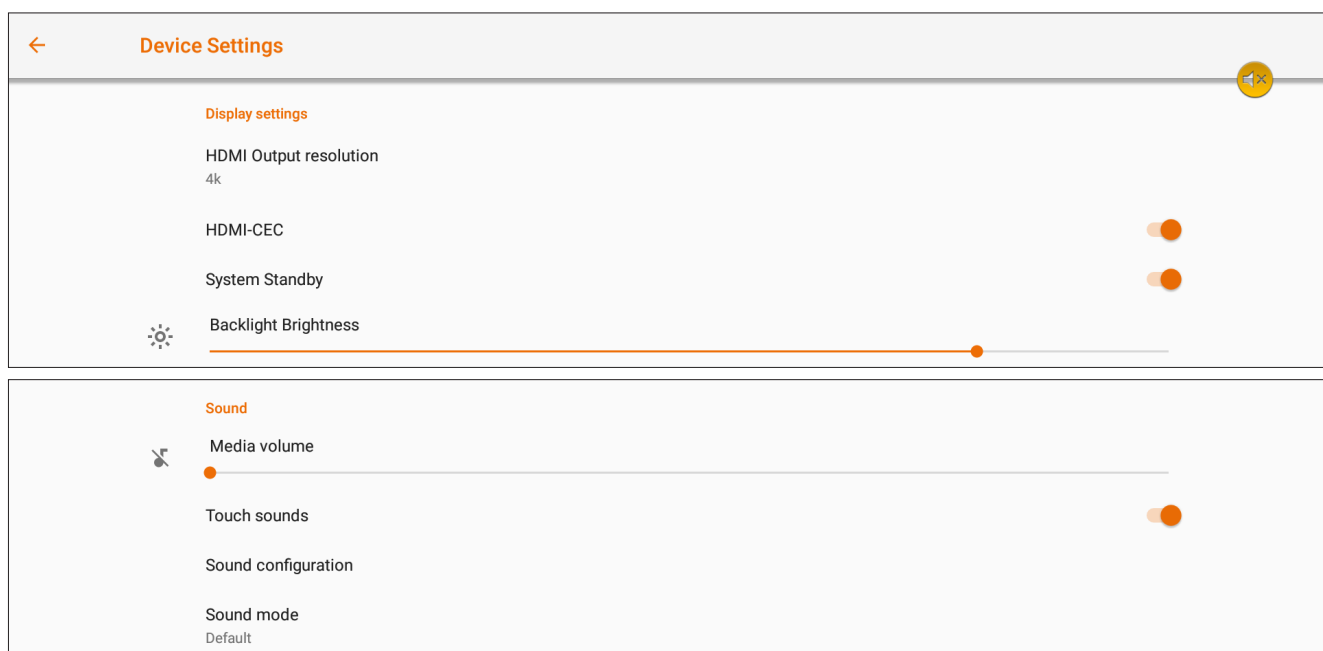 Device Settings
Display settings
HDMI Output resolution
4k
HDMI-CEC
System Standby
Backlight Brightness
Sound
Media volume
Touch sounds
Sound configuration
Sound mode
Default